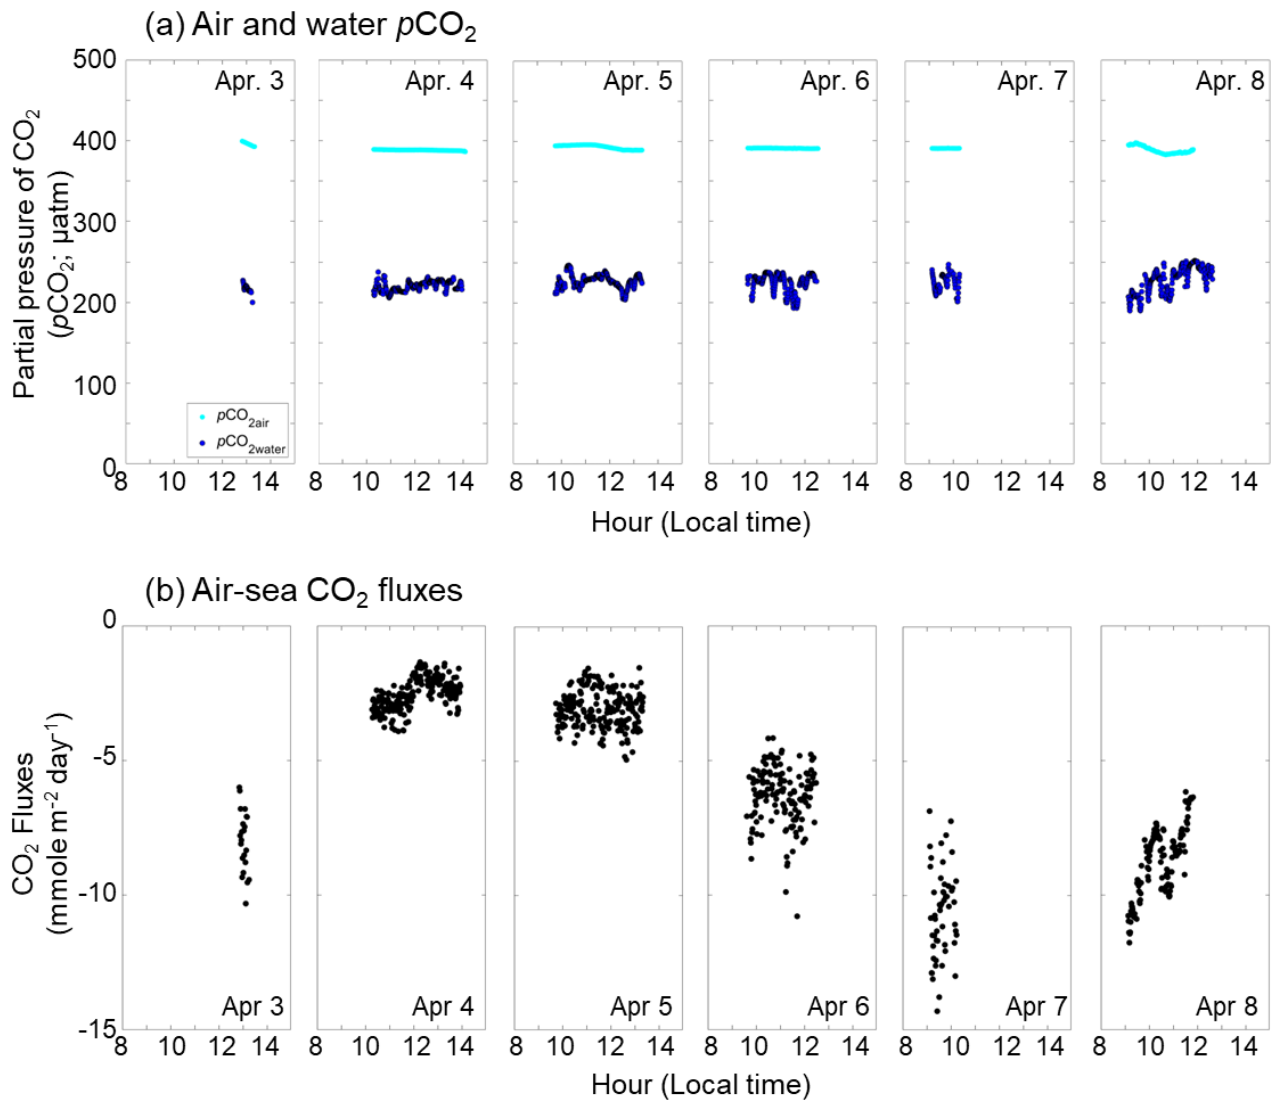 (a) Air and water pCO₂
Partial pressure of CO₂
(pCO₂; µatm)
500
400
300
200
100
0
Apr. 3
Apr. 4
Apr. 5
Apr. 6
Apr. 7
Apr. 8
pCO₂air
pCO₂water
8 10 12 14
8 10 12 14
8 10 12 14
8 10 12 14
8 10 12 14
8 10 12 14
Hour (Local time)
(b) Air-sea CO₂ fluxes
CO₂ Fluxes
(mmole m⁻² day⁻¹)
0
-5
-10
-15
Apr 3
Apr 4
Apr 5
Apr 6
Apr 7
Apr 8
8 10 12 14
8 10 12 14
8 10 12 14
8 10 12 14
8 10 12 14
8 10 12 14
Hour (Local time)